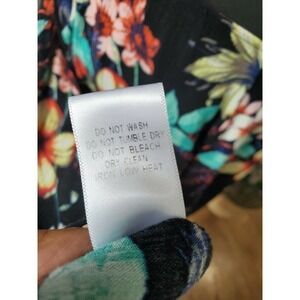 DO NOT WASH
DO NOT TUMBLE DRY
DO NOT BLEACH
DRY CLEAN
IRON LOW HEAT